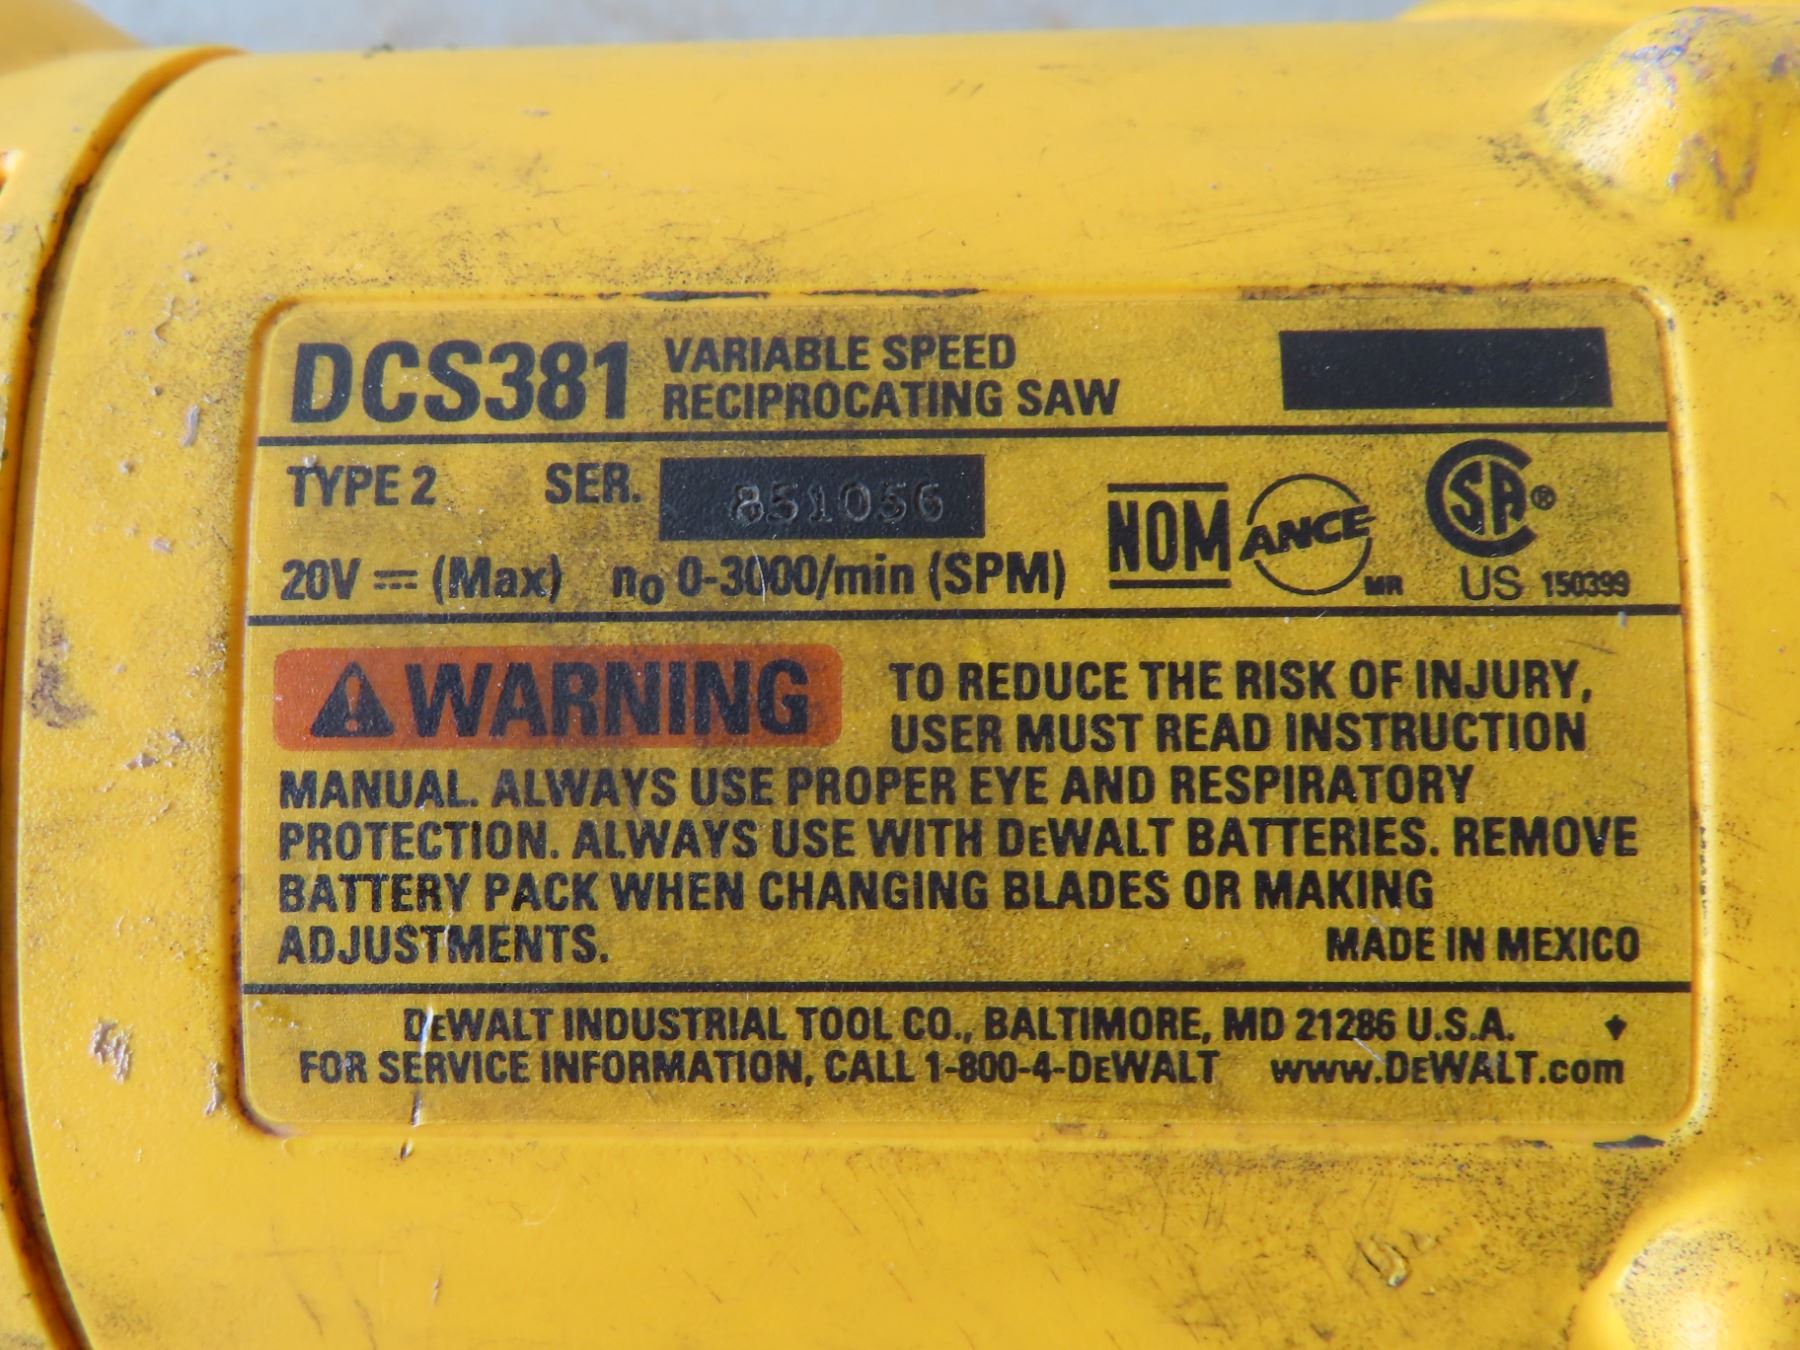 DCS381 VARIABLE SPEED
RECIPROCATING SAW
TYPE 2 SER. 851056
20V ⎓ (Max) n₀ 0-3000/min (SPM)
NOM ANCE MR
SA ® US 150399
WARNING TO REDUCE THE RISK OF INJURY,
USER MUST READ INSTRUCTION
MANUAL. ALWAYS USE PROPER EYE AND RESPIRATORY
PROTECTION. ALWAYS USE WITH DEWALT BATTERIES. REMOVE
BATTERY PACK WHEN CHANGING BLADES OR MAKING
ADJUSTMENTS. MADE IN MEXICO
DEWALT INDUSTRIAL TOOL CO., BALTIMORE, MD 21286 U.S.A.
FOR SERVICE INFORMATION, CALL 1-800-4-DEWALT www.DEWALT.com